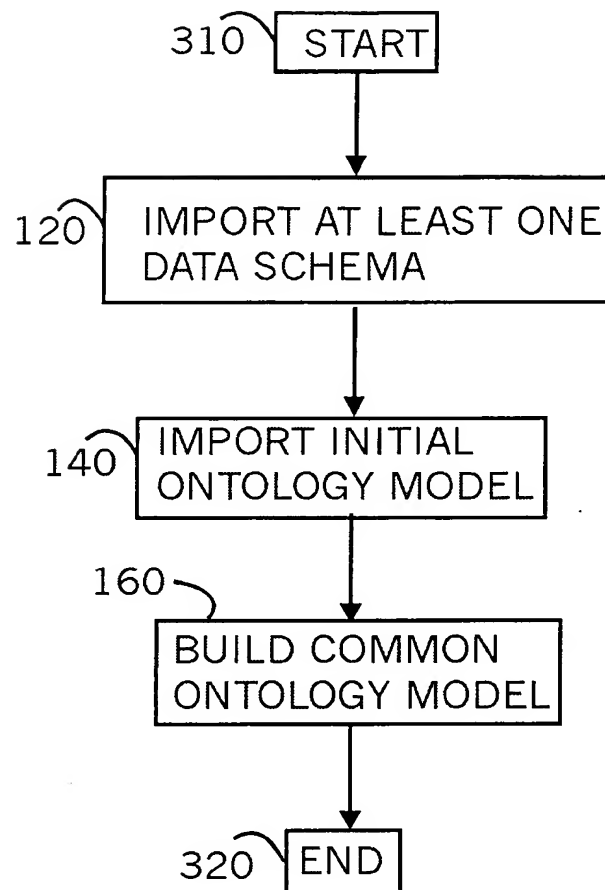 310 START
120 IMPORT AT LEAST ONE
DATA SCHEMA
140 IMPORT INITIAL
ONTOLOGY MODEL
160
BUILD COMMON
ONTOLOGY MODEL
320 END